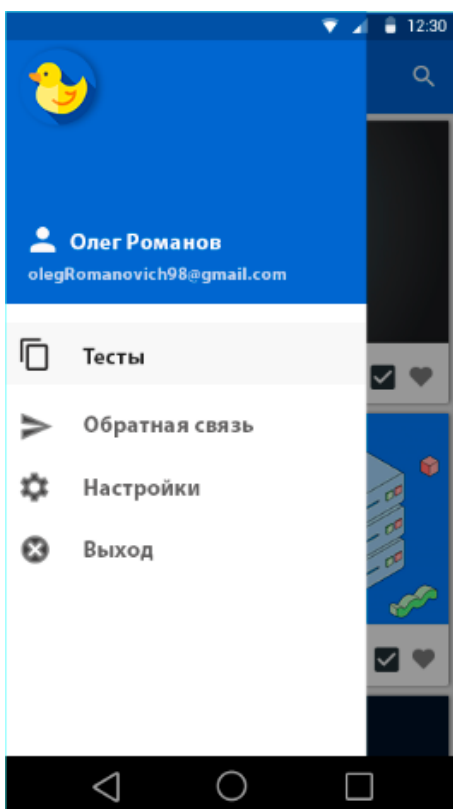 12:30
Олег Романов
olegRomanovich98@gmail.com
Тесты
Обратная связь
Настройки
Выход